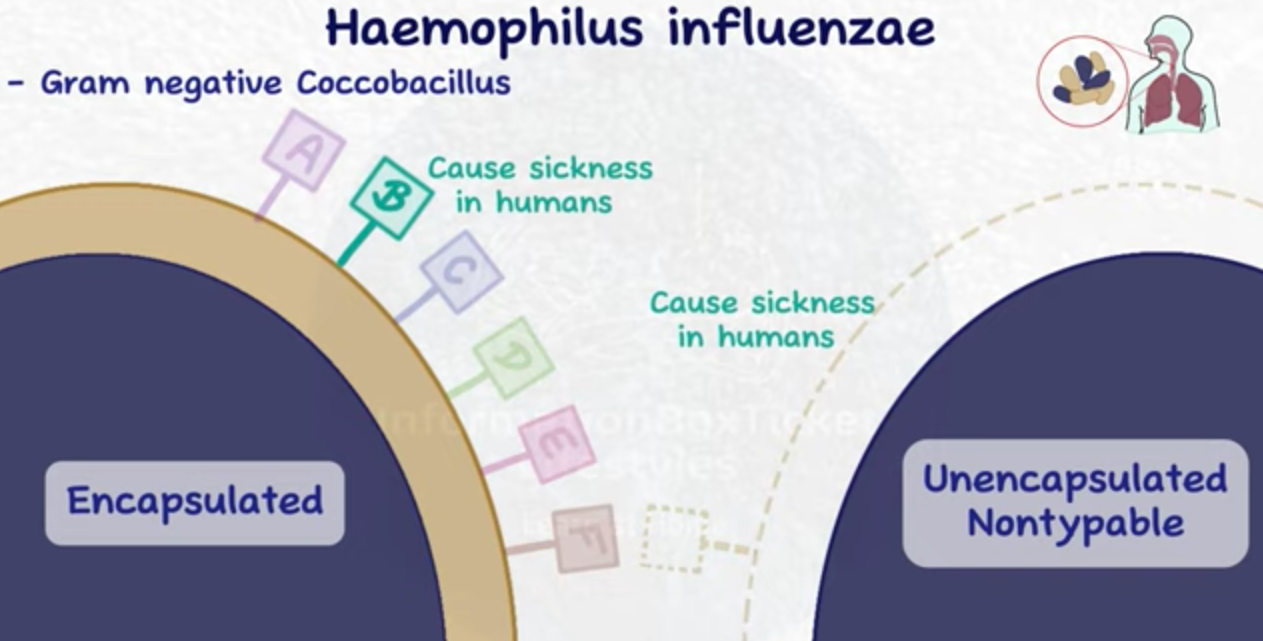 Haemophilus influenzae
- Gram negative Coccobacillus
A
B
Cause sickness
in humans
C
Cause sickness
in humans
D
E
F
Encapsulated
Unencapsulated
Nontypable